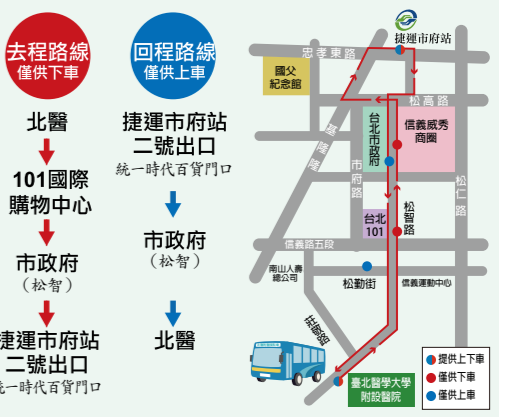 去程路線
僅供下車
北醫
101國際
購物中心
市政府
（松智）
捷運市府站
二號出口
統一時代百貨門口
回程路線
僅供上車
捷運市府站
二號出口
統一時代百貨門口
市政府
（松智）
北醫
捷運市府站
忠孝東路
國父
紀念館
松高路
基隆路
台北市政府
信義威秀
商圈
市府路
松仁路
台北
101
松智路
信義路五段
南山人壽
總公司
松勤街
信義運動中心
莊敬路
臺北醫學大學
附設醫院
提供上下車
僅供下車
僅供上車